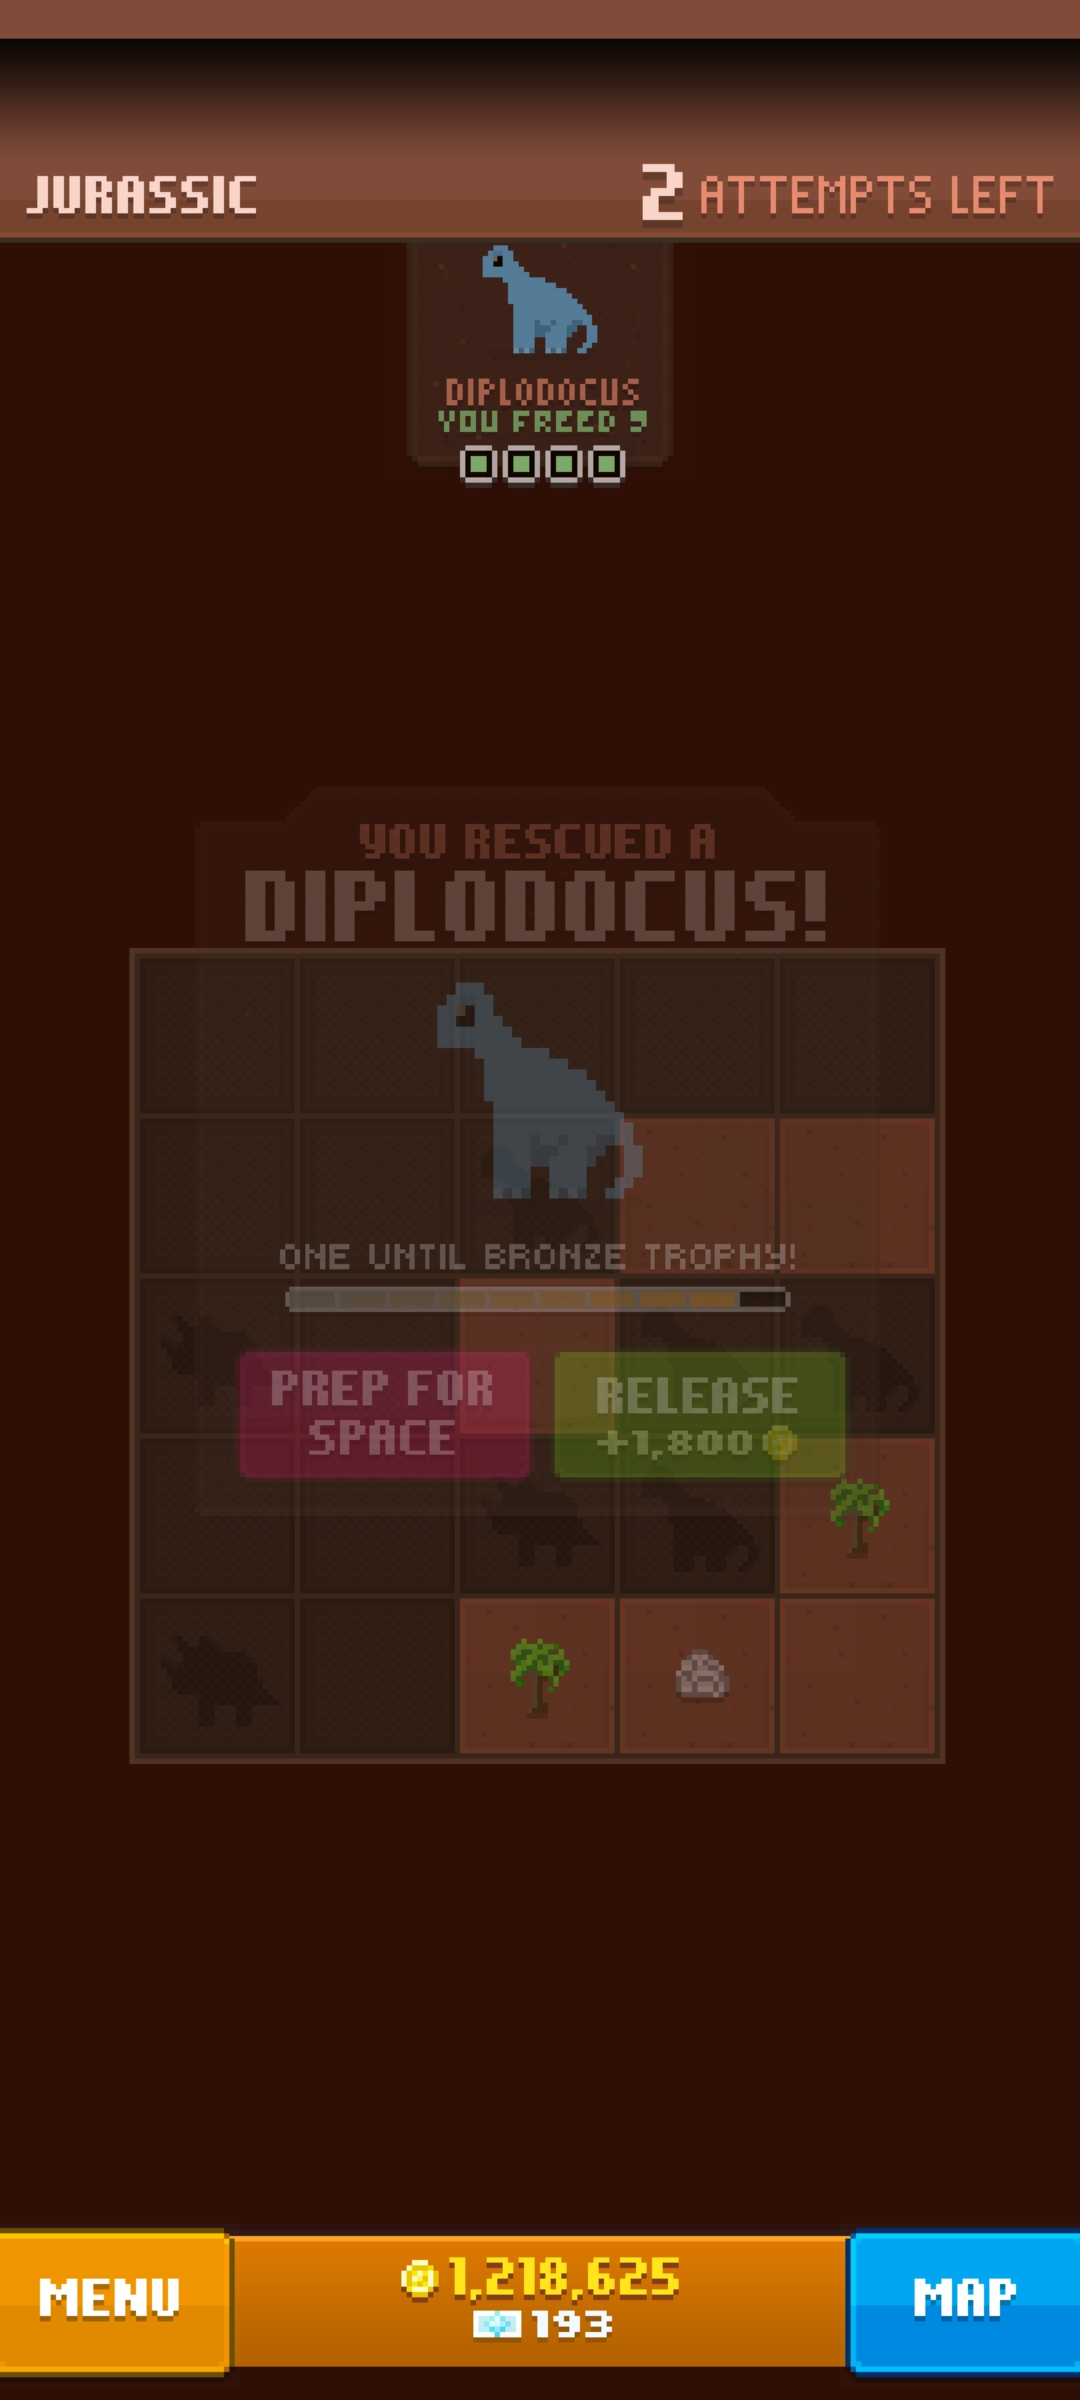 JURASSIC
2 ATTEMPTS LEFT
DIPLODOCUS
YOU FREED 9
YOU RESCUED A
DIPLODOCUS!
ONE UNTIL BRONZE TROPHY!
PREP FOR
SPACE
RELEASE
+1,800
MENU
1,218,625
193
MAP